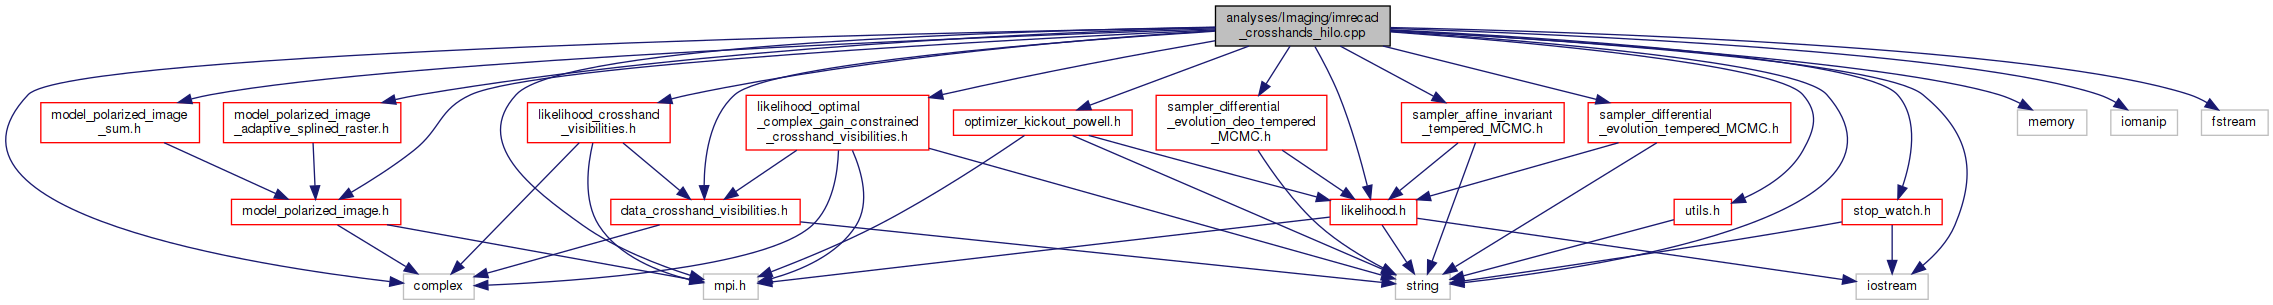 analyses/Imaging/imrecad
_crosshands_hilo.cpp
model_polarized_image
_sum.h
model_polarized_image
_adaptive_splined_raster.h
likelihood_crosshand
_visibilities.h
likelihood_optimal
_complex_gain_constrained
_crosshand_visibilities.h
optimizer_kickout_powell.h
sampler_differential
_evolution_deo_tempered
_MCMC.h
sampler_affine_invariant
_tempered_MCMC.h
sampler_differential
_evolution_tempered_MCMC.h
memory
iomanip
fstream
model_polarized_image.h
data_crosshand_visibilities.h
likelihood.h
utils.h
stop_watch.h
complex
mpi.h
string
iostream